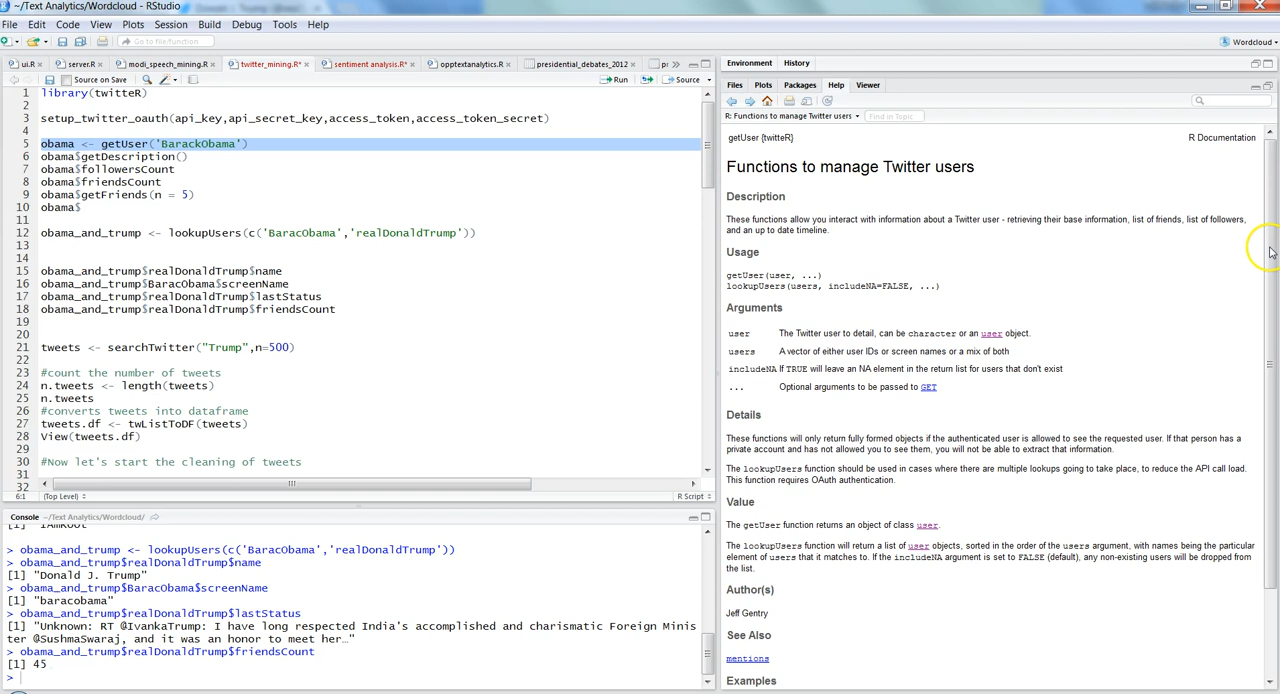 ~/Text Analytics/Wordcloud - RStudio
File Edit Code View Plots Session Build Debug Tools Help
Go to file/function
Wordcloud
ui.R
server.R
modi_speech_mining.R
twitter_mining.R*
sentiment analysis.R*
opptextanalytics.R
presidential_debates_2012
Source on Save
Run
Source
1 library(twitteR)
2
3 setup_twitter_oauth(api_key,api_secret_key,access_token,access_token_secret)
4
5 obama <- getUser('BarackObama')
6 obama$getDescription()
7 obama$followersCount
8 obama$friendsCount
9 obama$getFriends(n = 5)
10 obama$
11
12 obama_and_trump <- lookupUsers(c('BaracObama','realDonaldTrump'))
13
14
15 obama_and_trump$realDonaldTrump$name
16 obama_and_trump$BaracObama$screenName
17 obama_and_trump$realDonaldTrump$lastStatus
18 obama_and_trump$realDonaldTrump$friendsCount
19
20
21 tweets <- searchTwitter("Trump",n=500)
22
23 #count the number of tweets
24 n.tweets <- length(tweets)
25 n.tweets
26 #converts tweets into dataframe
27 tweets.df <- twListToDF(tweets)
28 View(tweets.df)
29
30 #Now let's start the cleaning of tweets
31
32
6:1 (Top Level)
R Script
Console ~/Text Analytics/Wordcloud/
[1] "IAmRoot"
> obama_and_trump <- lookupUsers(c('BaracObama','realDonaldTrump'))
> obama_and_trump$realDonaldTrump$name
[1] "Donald J. Trump"
> obama_and_trump$BaracObama$screenName
[1] "baracobama"
> obama_and_trump$realDonaldTrump$lastStatus
[1] "Unknown: RT @IvankaTrump: I have long respected India's accomplished and charismatic Foreign Minis
ter @SushmaSwaraj, and it was an honor to meet her…"
> obama_and_trump$realDonaldTrump$friendsCount
[1] 45
>
Environment History
Files Plots Packages Help Viewer
R: Functions to manage Twitter users
Find in Topic
getUser {twitteR}
R Documentation
Functions to manage Twitter users
Description
These functions allow you interact with information about a Twitter user - retrieving their base information, list of friends, list of followers,
and an up to date timeline.
Usage
getUser(user, ...)
lookupUsers(users, includeNA=FALSE, ...)
Arguments
user The Twitter user to detail, can be character or an user object.
users A vector of either user IDs or screen names or a mix of both
includeNA If TRUE will leave an NA element in the return list for users that don't exist
... Optional arguments to be passed to GET
Details
These functions will only return fully formed objects if the authenticated user is allowed to see the requested user. If that person has a
private account and has not allowed you to see them, you will not be able to extract that information.
The lookupUsers function should be used in cases where there are multiple lookups going to take place, to reduce the API call load.
This function requires OAuth authentication.
Value
The getUser function returns an object of class user.
The lookupUsers function will return a list of user objects, sorted in the order of the users argument, with names being the particular
element of users that it matches to. If the includeNA argument is set to FALSE (default), any non-existing users will be dropped from
the list.
Author(s)
Jeff Gentry
See Also
mentions
Examples